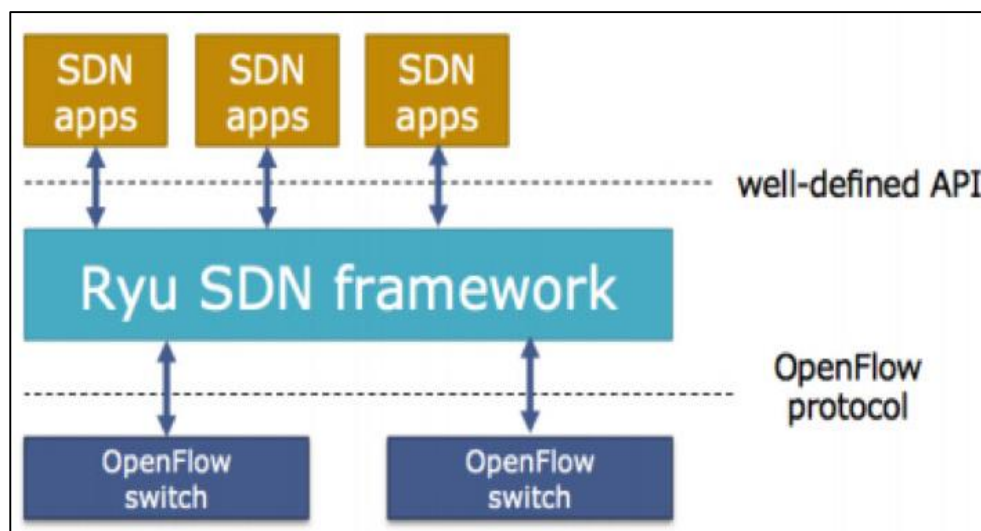 SDN
apps
SDN
apps
SDN
apps
well-defined API
Ryu SDN framework
OpenFlow
protocol
OpenFlow
switch
OpenFlow
switch